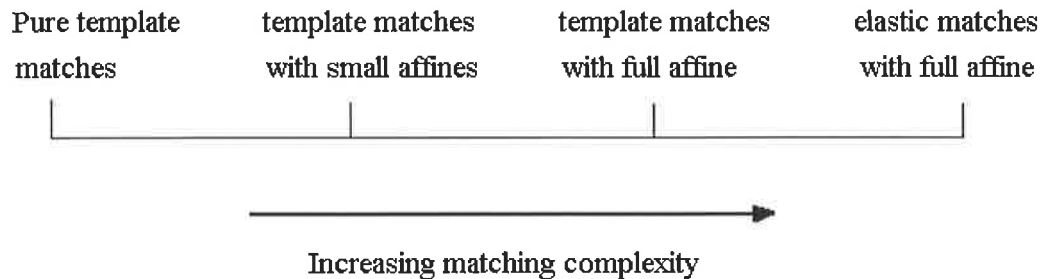 Pure template
matches
template matches
with small affines
template matches
with full affine
elastic matches
with full affine
Increasing matching complexity